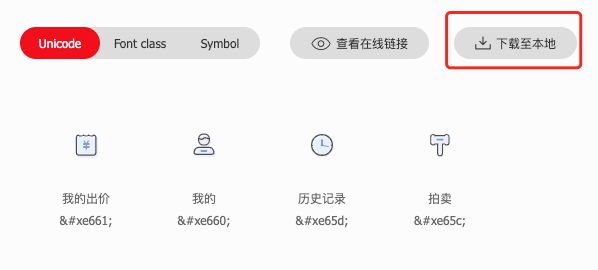 Unicode Font class Symbol 查看在线链接 下载至本地
我的出价 我的 历史记录 拍卖
&#xe661; &#xe660; &#xe65d; &#xe65c;